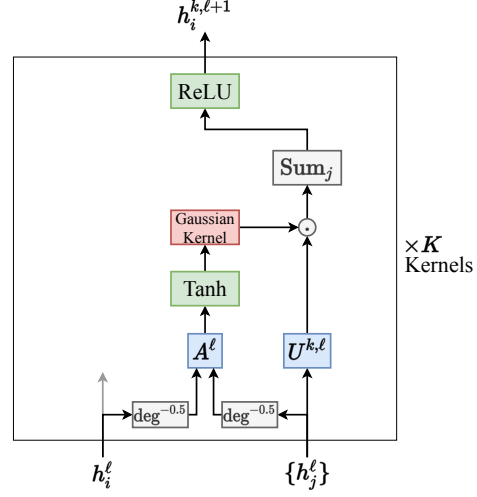 h_i^{k,ℓ+1}
ReLU
Sum_j
Gaussian
Kernel
×K
Kernels
Tanh
A^ℓ
U^{k,ℓ}
deg^{-0.5}
deg^{-0.5}
h_i^ℓ
{h_j^ℓ}